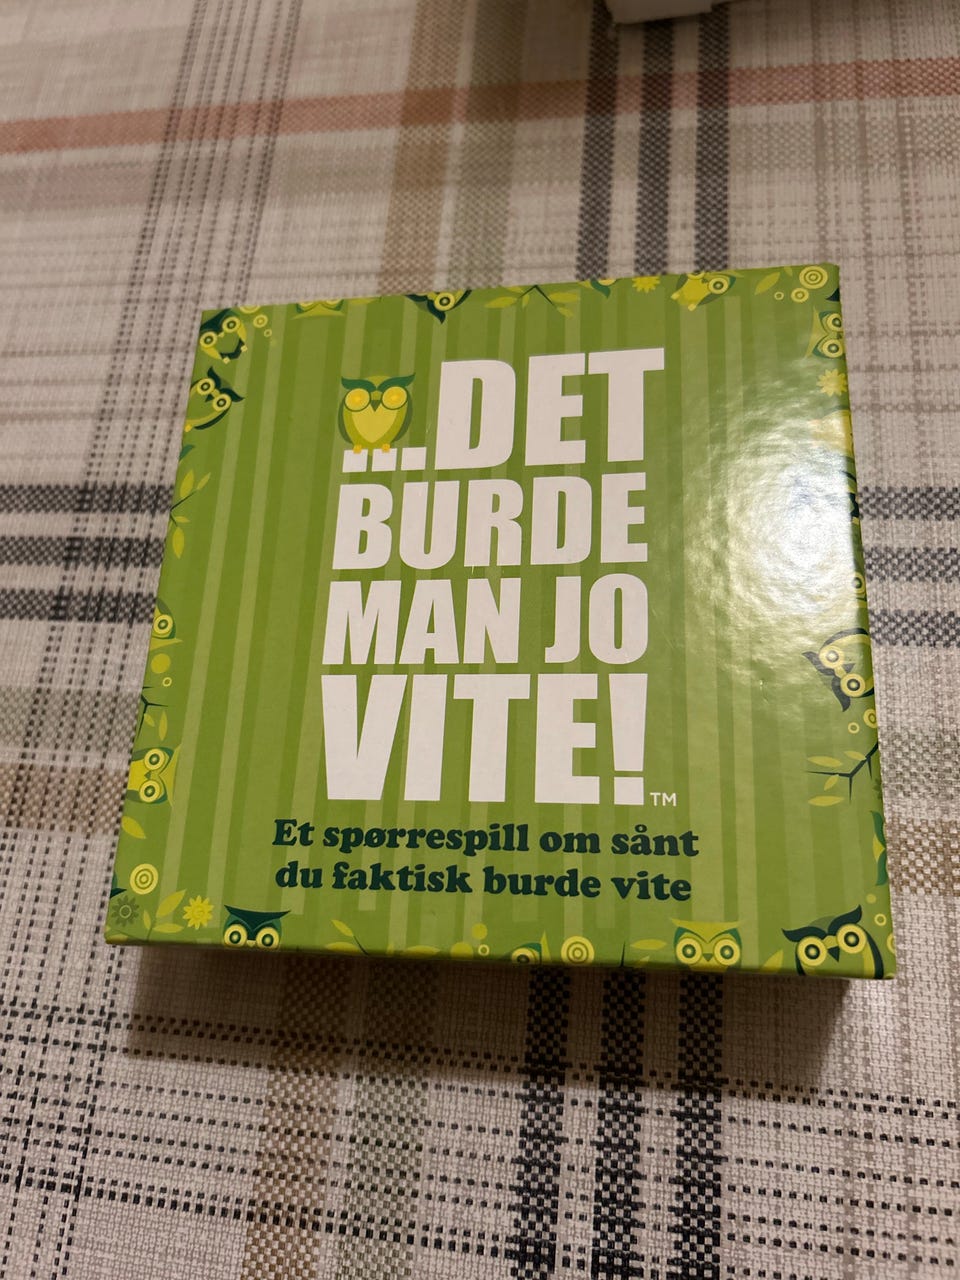 ...DET
BURDE
MAN JO
VITE!™
Et spørrespill om sånt
du faktisk burde vite